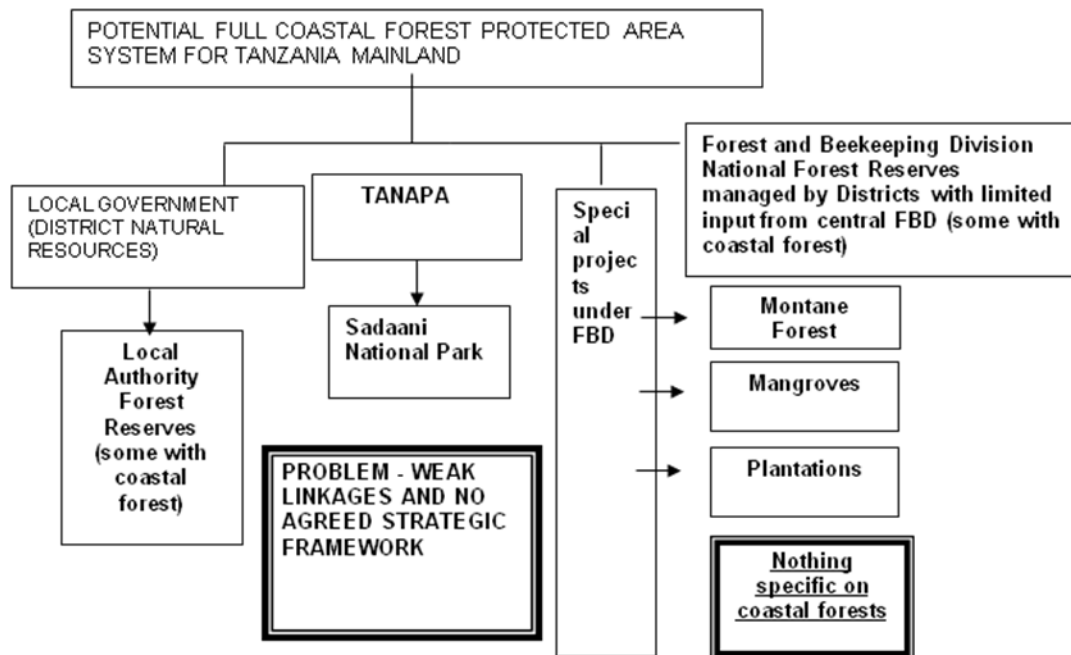 POTENTIAL FULL COASTAL FOREST PROTECTED AREA
SYSTEM FOR TANZANIA MAINLAND
LOCAL GOVERNMENT
(DISTRICT NATURAL
RESOURCES)
TANAPA
Speci
al
projec
ts
under
FBD
Forest and Beekeeping Division
National Forest Reserves
managed by Districts with limited
input from central FBD (some with
coastal forest)
Local
Authority
Forest
Reserves
(some with
coastal
forest)
Sadaani
National Park
Montane
Forest
Mangroves
Plantations
PROBLEM - WEAK
LINKAGES AND NO
AGREED STRATEGIC
FRAMEWORK
Nothing
specific on
coastal forests